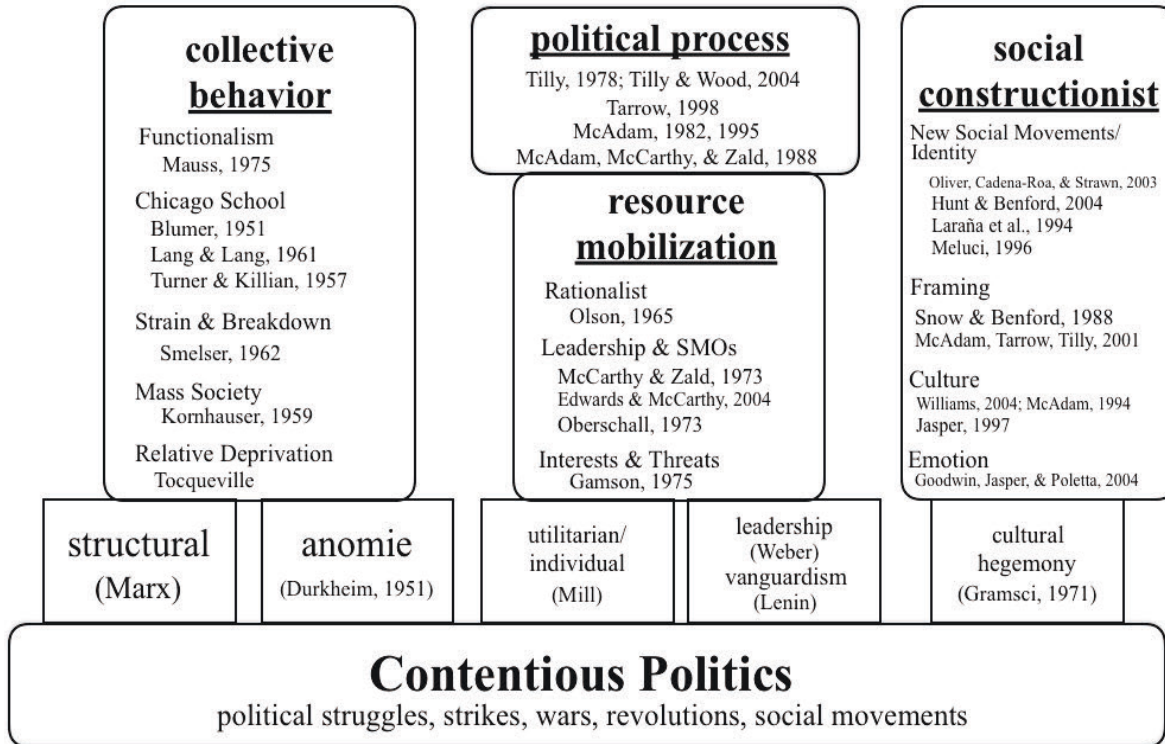 collective
behavior
Functionalism
Mauss, 1975
Chicago School
Blumer, 1951
Lang & Lang, 1961
Turner & Killian, 1957
Strain & Breakdown
Smelser, 1962
Mass Society
Kornhauser, 1959
Relative Deprivation
Tocqueville
political process
Tilly, 1978; Tilly & Wood, 2004
Tarrow, 1998
McAdam, 1982, 1995
McAdam, McCarthy, & Zald, 1988
resource
mobilization
Rationalist
Olson, 1965
Leadership & SMOs
McCarthy & Zald, 1973
Edwards & McCarthy, 2004
Oberschall, 1973
Interests & Threats
Gamson, 1975
social
constructionist
New Social Movements/
Identity
Oliver, Cadena-Roa, & Strawn, 2003
Hunt & Benford, 2004
Laraña et al., 1994
Meluci, 1996
Framing
Snow & Benford, 1988
McAdam, Tarrow, Tilly, 2001
Culture
Williams, 2004; McAdam, 1994
Jasper, 1997
Emotion
Goodwin, Jasper, & Poletta, 2004
structural
(Marx)
anomie
(Durkheim, 1951)
utilitarian/
individual
(Mill)
leadership
(Weber)
vanguardism
(Lenin)
cultural
hegemony
(Gramsci, 1971)
Contentious Politics
political struggles, strikes, wars, revolutions, social movements